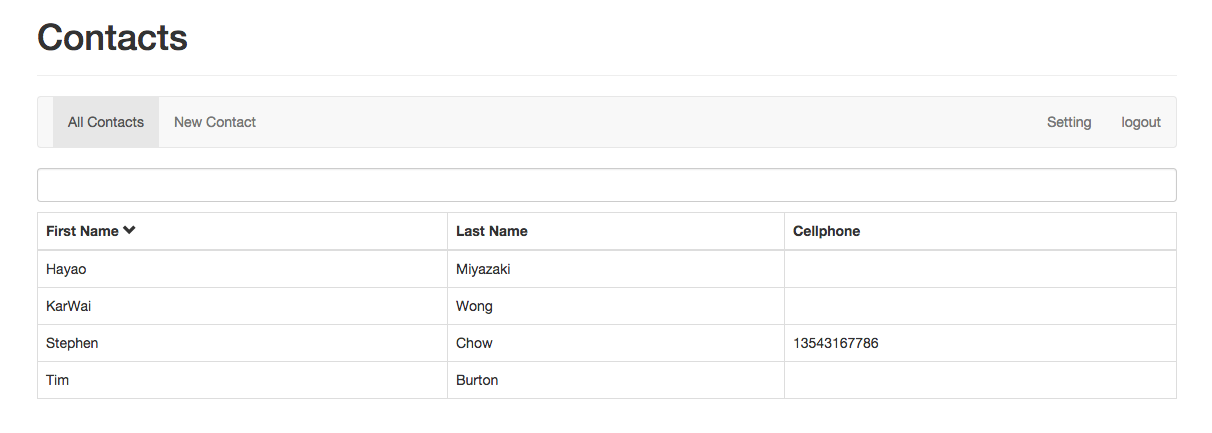 Contacts
All Contacts New Contact Setting logout
First Name Last Name Cellphone
Hayao Miyazaki
KarWai Wong
Stephen Chow 13543167786
Tim Burton